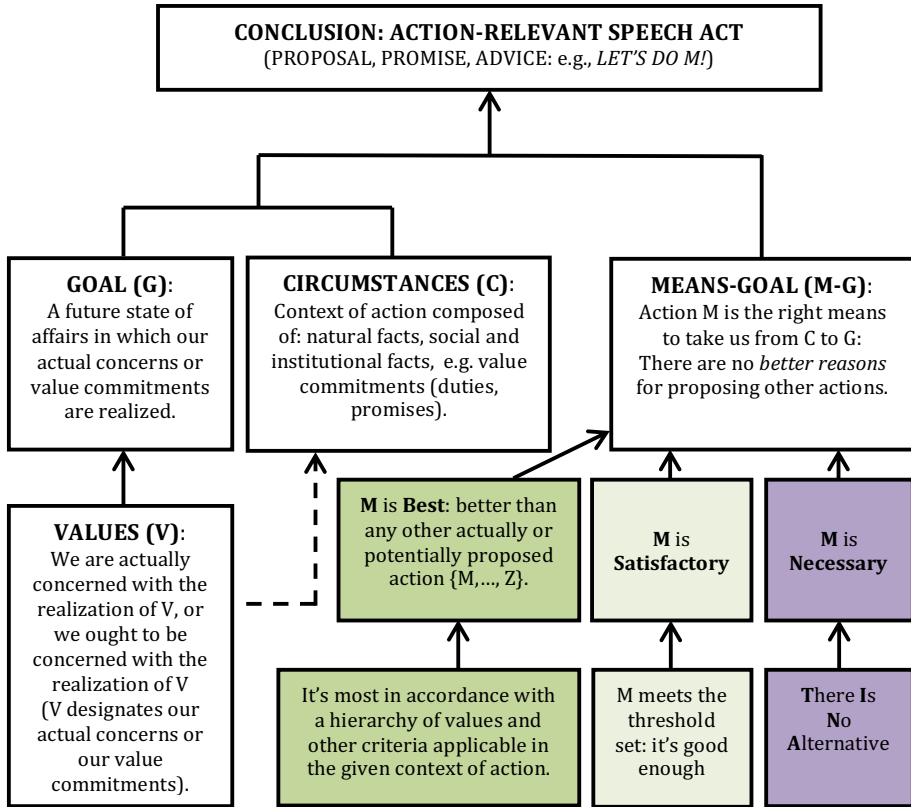 CONCLUSION: ACTION-RELEVANT SPEECH ACT
(PROPOSAL, PROMISE, ADVICE: e.g., LET'S DO M!)
GOAL (G):
A future state of
affairs in which our
actual concerns or
value commitments
are realized.
CIRCUMSTANCES (C):
Context of action composed
of: natural facts, social and
institutional facts, e.g. value
commitments (duties,
promises).
MEANS-GOAL (M-G):
Action M is the right means
to take us from C to G:
There are no better reasons
for proposing other actions.
VALUES (V):
We are actually
concerned with the
realization of V, or
we ought to be
concerned with the
realization of V
(V designates our
actual concerns or
our value
commitments).
M is Best: better than
any other actually or
potentially proposed
action {M,..., Z}.
M is
Satisfactory
M is
Necessary
It's most in accordance with
a hierarchy of values and
other criteria applicable in
the given context of action.
M meets the
threshold
set: it's good
enough
There Is
No
Alternative